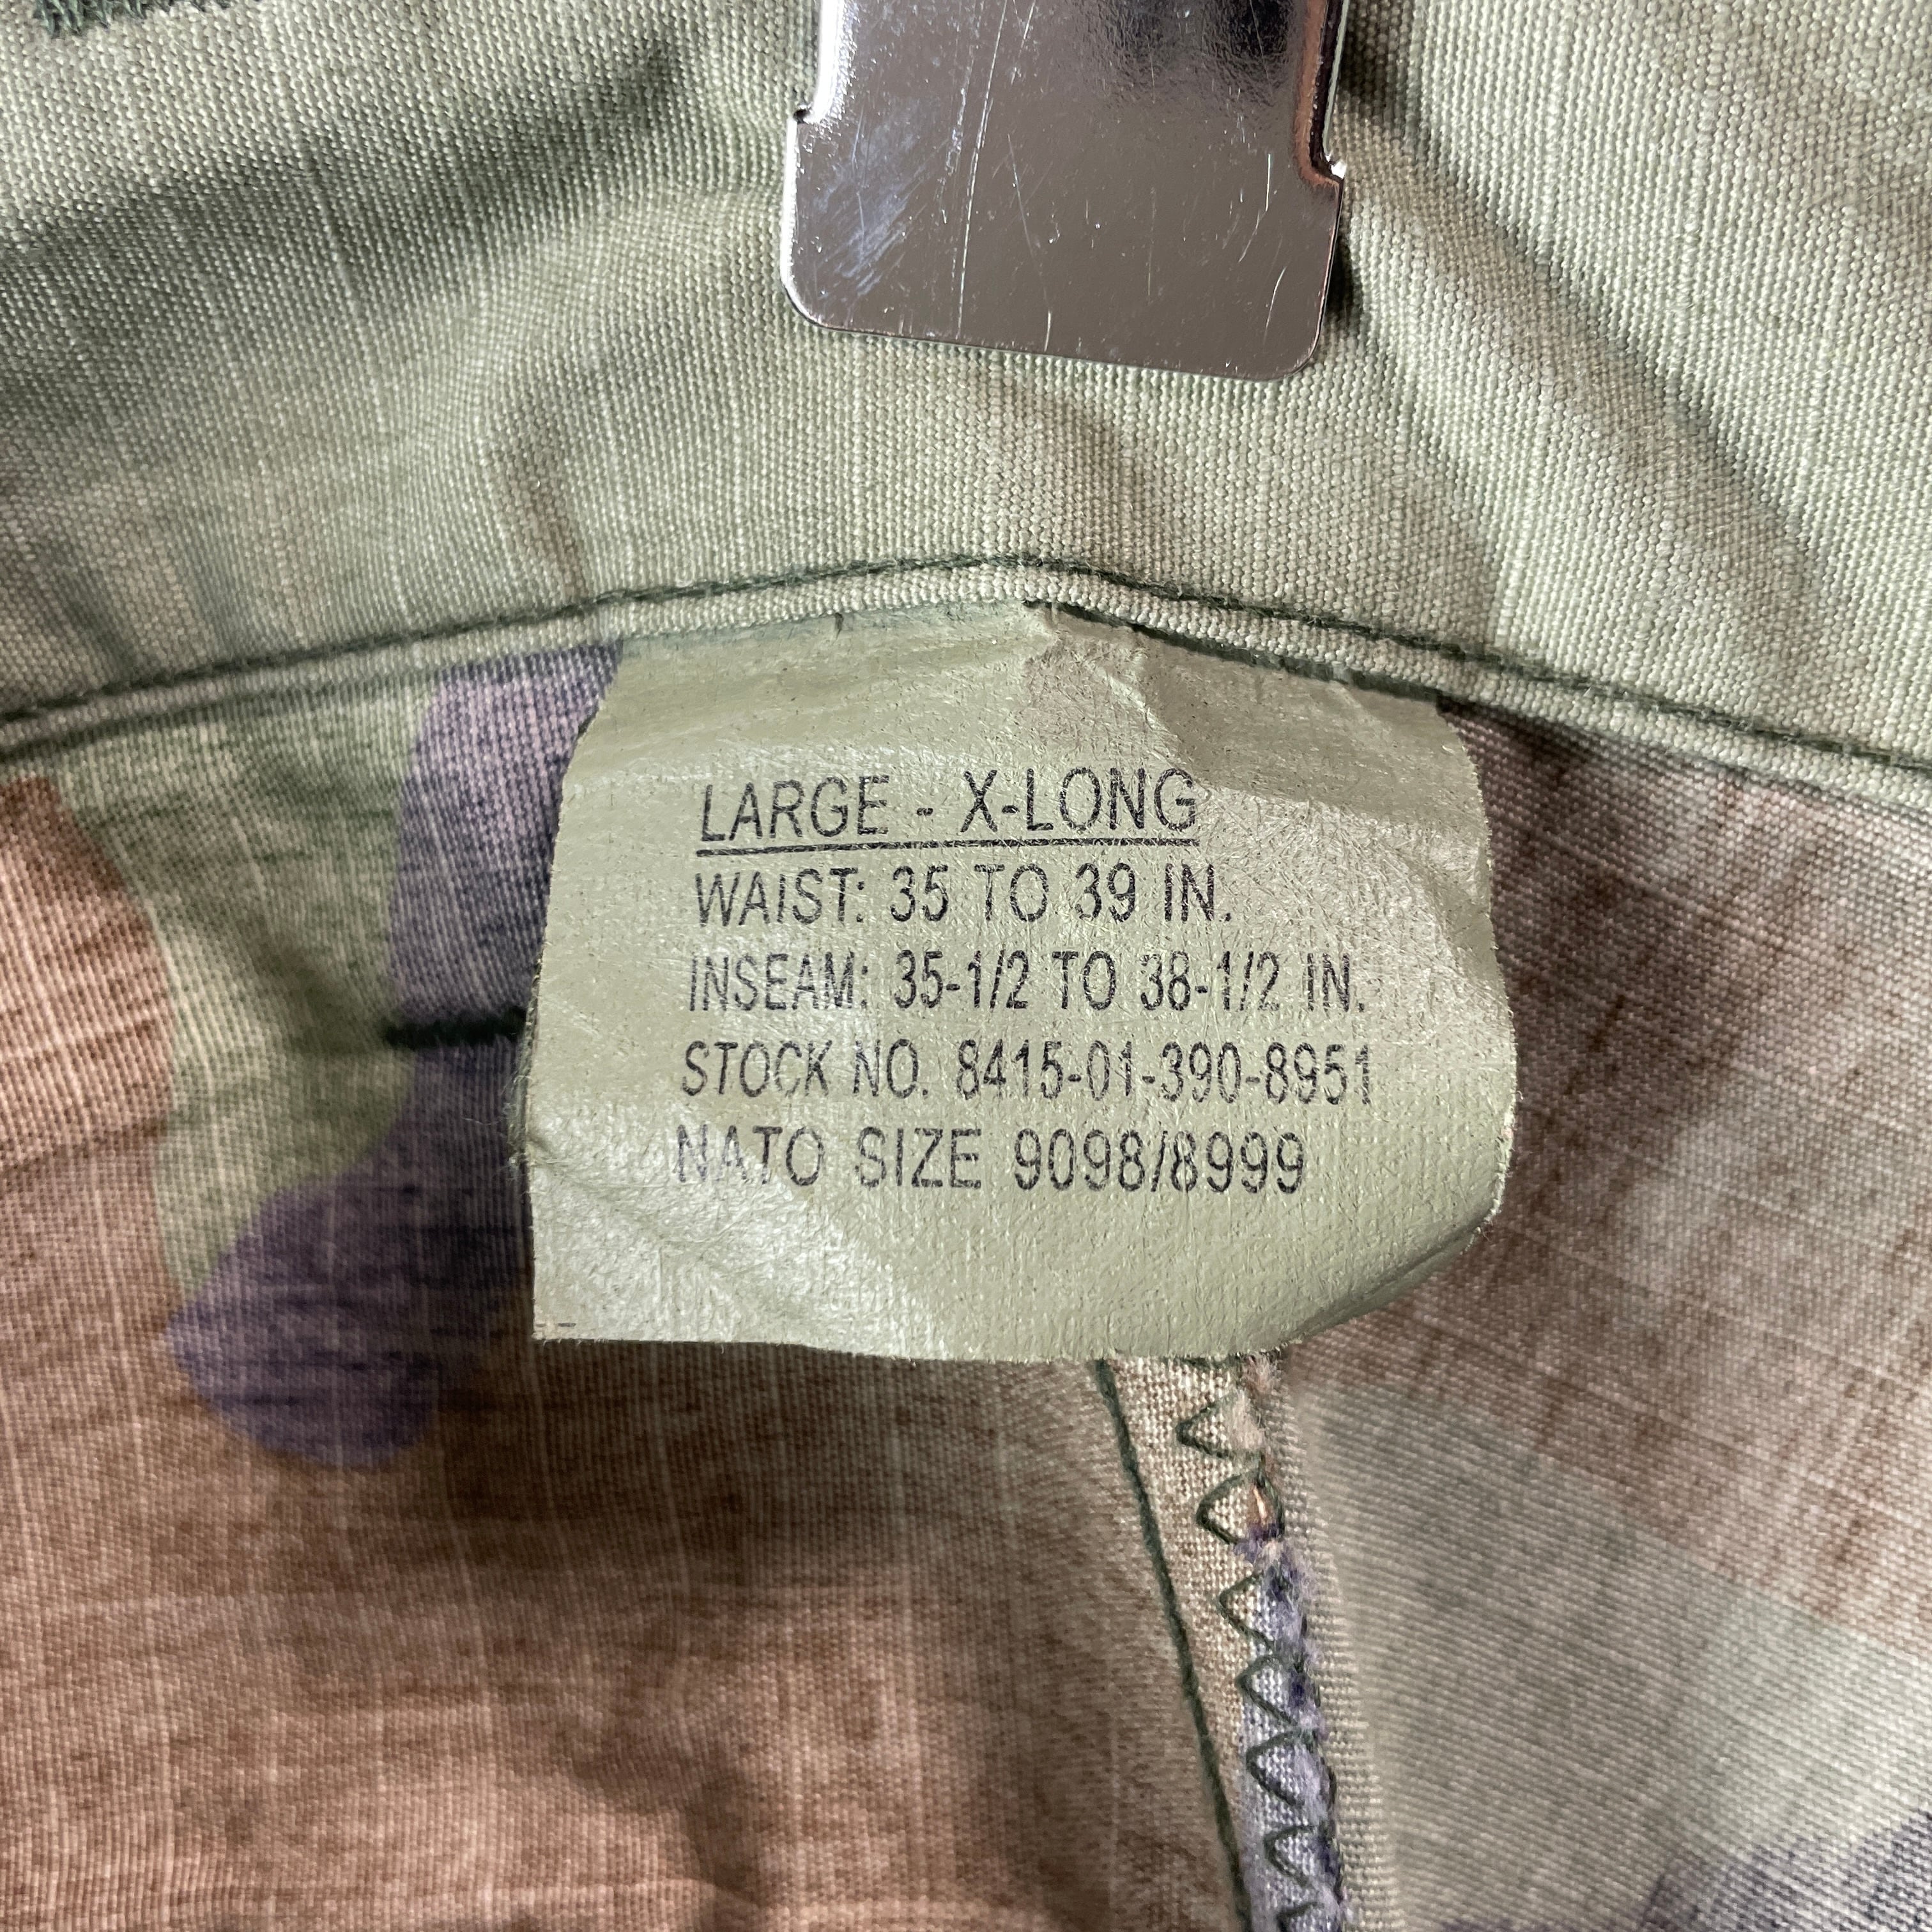 LARGE - X-LONG
WAIST: 35 TO 39 IN.
INSEAM: 35-1/2 TO 38-1/2 IN.
STOCK NO. 8415-01-390-8951
NATO SIZE 9098/8999